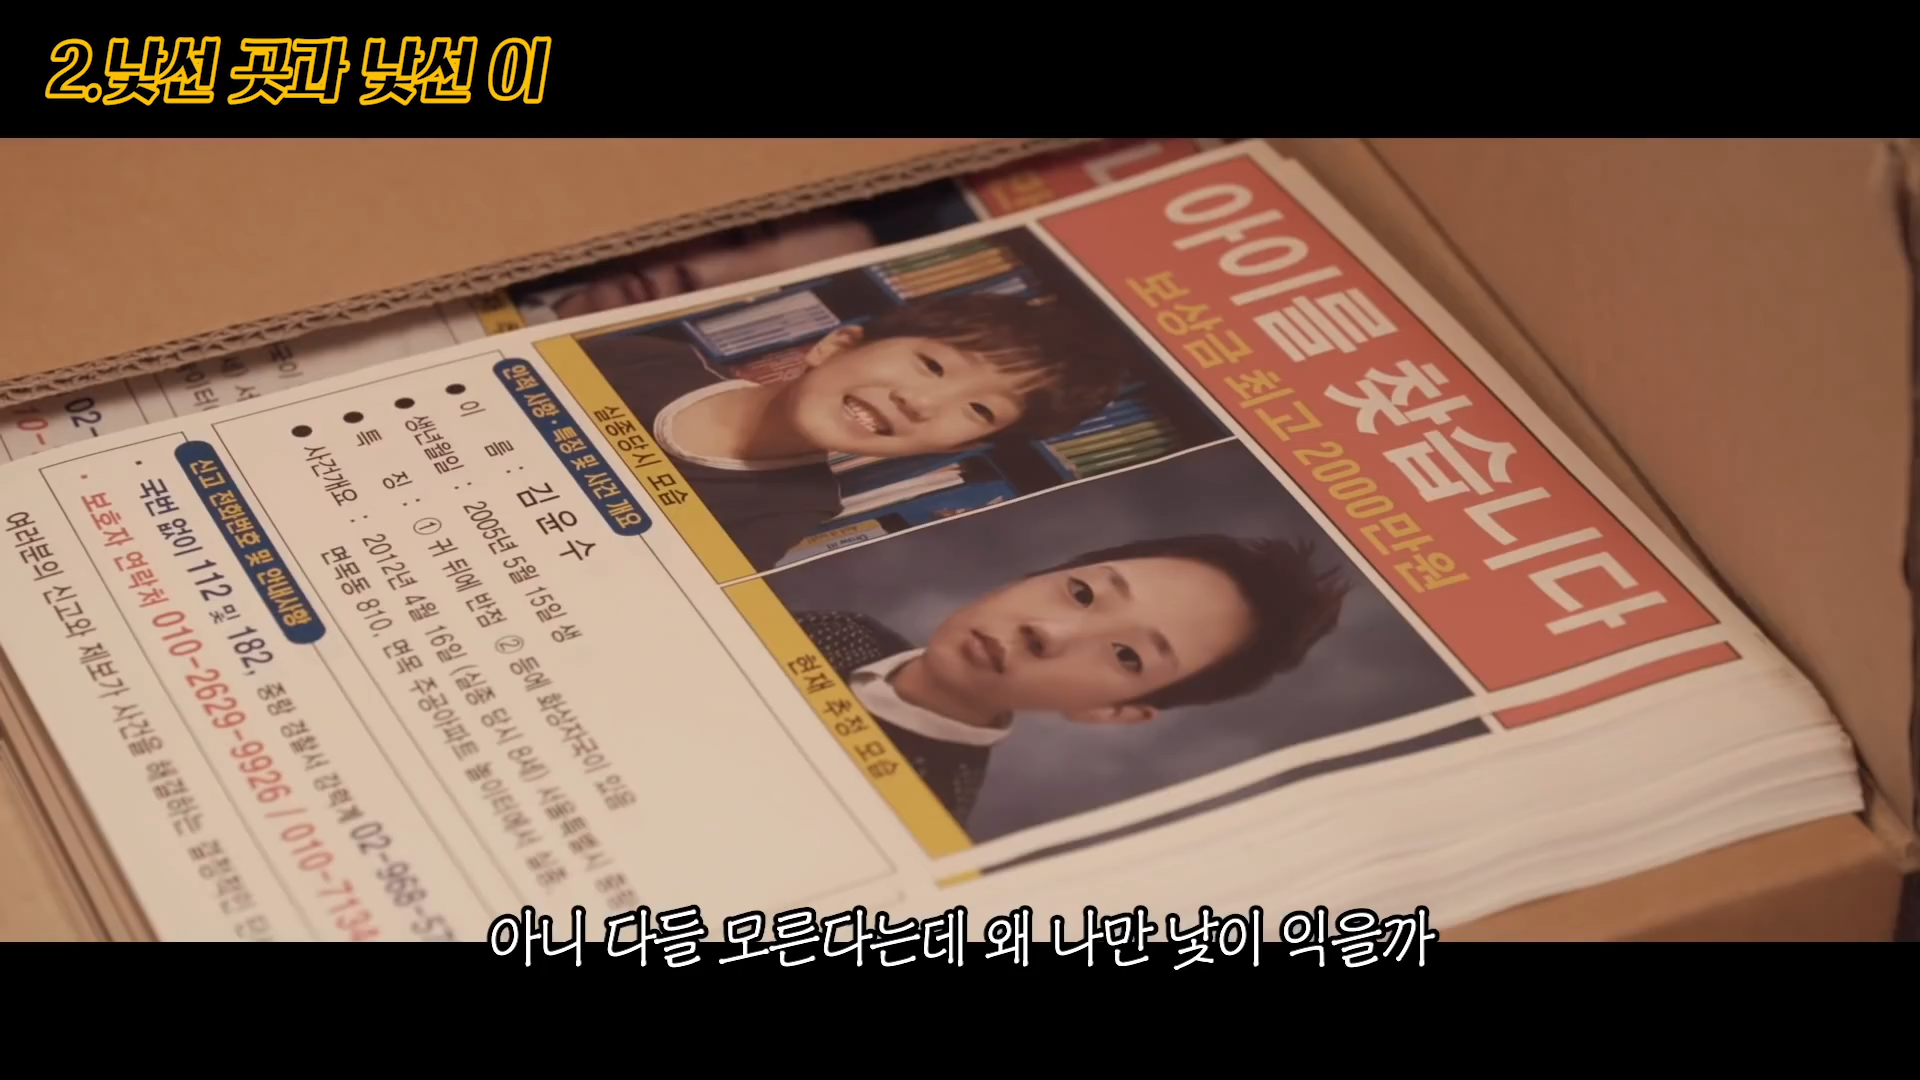 2.낯선 곳과 낯선 이
아이를 찾습니다
보상금 최고 2000만원
실종당시 모습
현재 추정 모습
인적 사항·특징 및 사건 개요
● 이 름 : 김윤수
● 생년월일 : 2005년 5월 15일 생
● 특 징 : ① 귀 뒤에 반점 ② 등에 화상자국이 있음
● 사건개요 : 2012년 4월 16일 (실종 당시 8세) 서울특별시 중랑
면목동 810, 면목 주공아파트 놀이터에서 실종.
신고 전화번호 및 안내사항
· 국번 없이 112 및 182, 중랑 경찰서 강력계 02-968-57
· 보호자 연락처 010-2629-9926 / 010-7134
여러분의 신고와 제보가 사건을 해결하는 결정적인 단
아니 다들 모른다는데 왜 나만 낯이 익을까